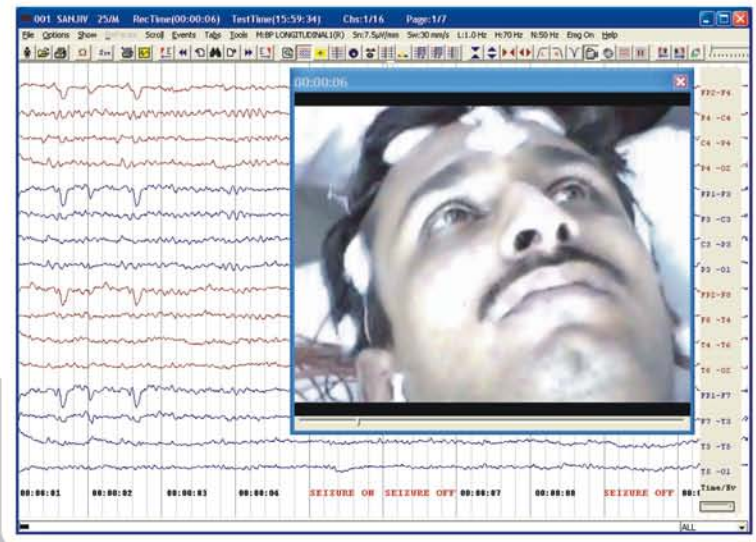 001 SANJIV 25/M RecTime(00:00:06) TestTime(15:59:34) Chs:1/16 Page:1/7
File Options Show Scroll Events Tabs Tools M:BP LONGITUDINAL1(R) Sn:7.5µV/mm Sw:30 mm/s L:1.0 Hz H:70 Hz N:50 Hz Emg On Help
00:00:06
FP2-F4
F4 -C4
C4 -P4
P4 -O2
FP1-F3
F3 -C3
C3 -P3
P3 -O1
FP2-F8
F8 -T4
T4 -T6
T6 -O2
FP1-F7
F7 -T3
T3 -T5
T5 -O1
00:00:01 00:00:02 00:00:03 00:00:06 SEIZURE ON SEIZURE OFF 00:00:07 00:00:08 SEIZURE OFF Time/Ev
ALL